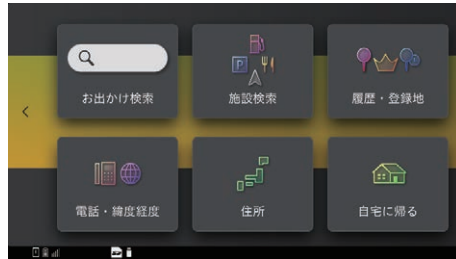 お出かけ検索
施設検索
履歴・登録地
電話・緯度経度
住所
自宅に帰る